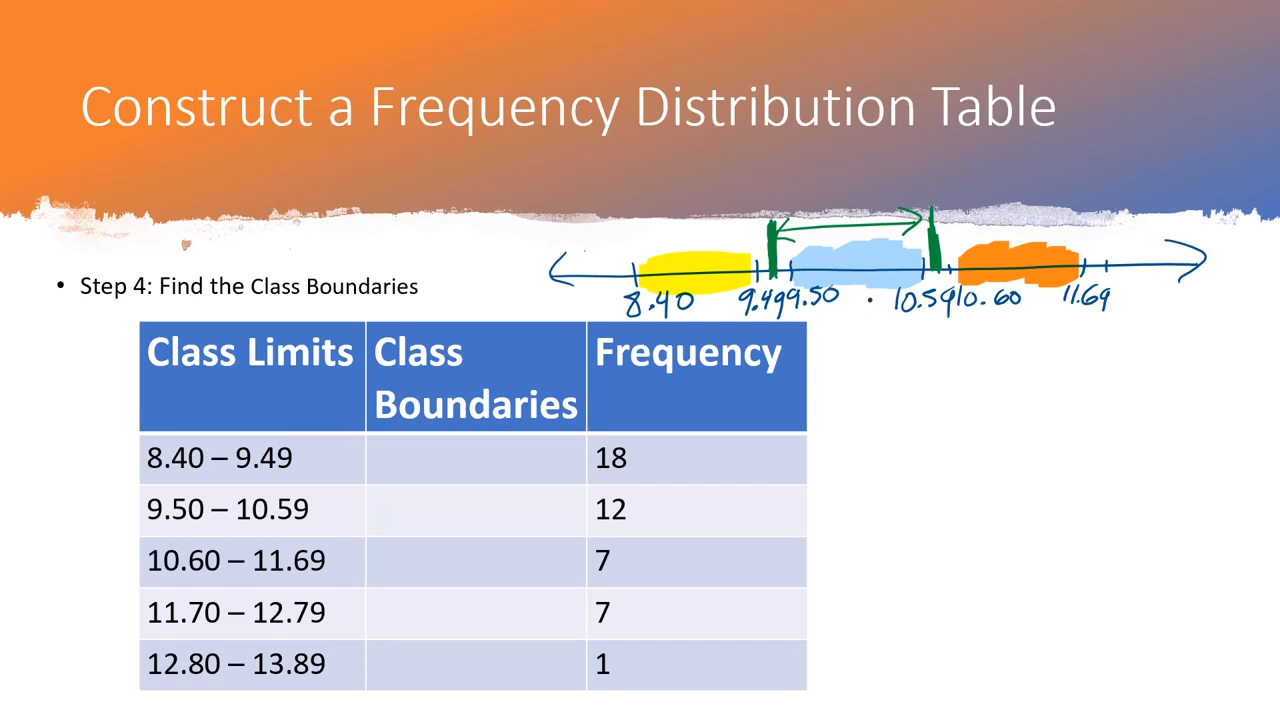 Construct a Frequency Distribution Table
• Step 4: Find the Class Boundaries
8.40 9.49 9.50 10.59 10.60 11.69
Class Limits Class Boundaries Frequency
8.40 – 9.49 18
9.50 – 10.59 12
10.60 – 11.69 7
11.70 – 12.79 7
12.80 – 13.89 1